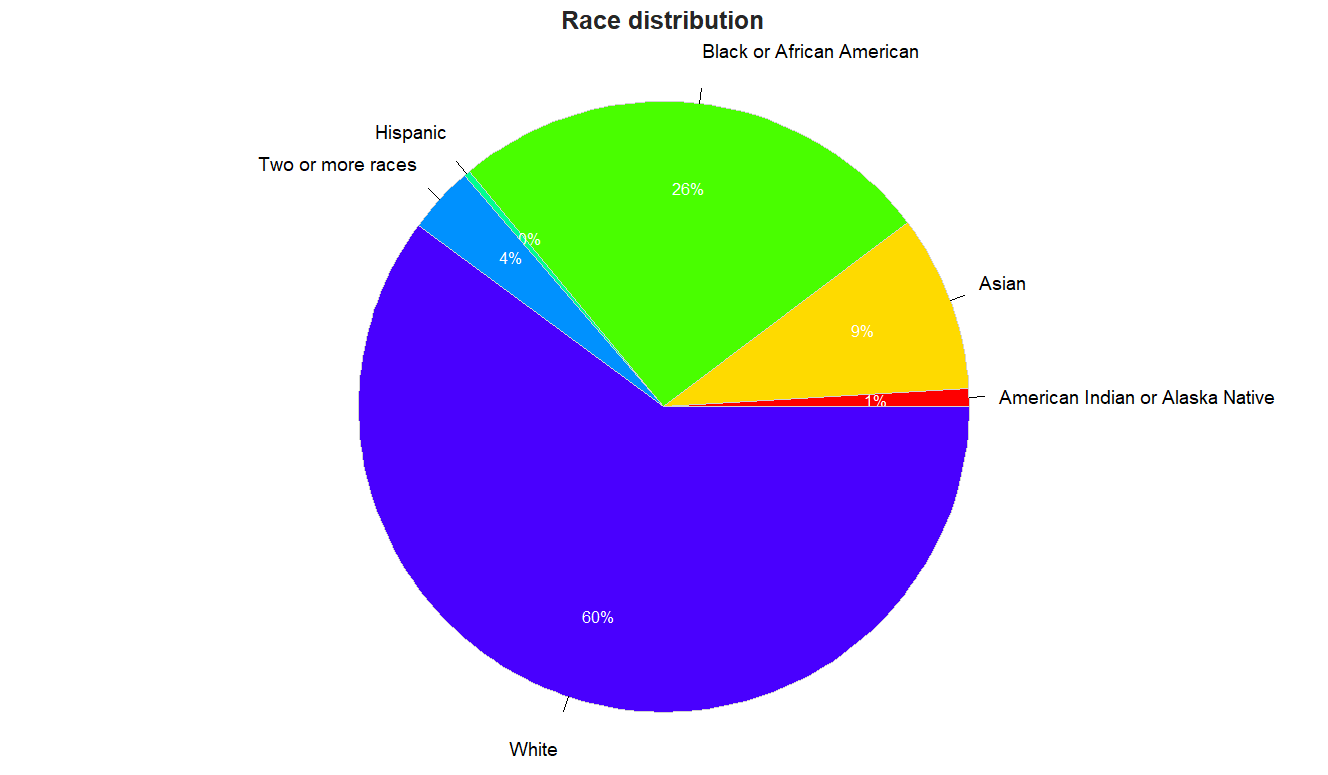 Race distribution
Black or African American
Hispanic
Two or more races
26%
0%
4%
Asian
9%
1%
American Indian or Alaska Native
60%
White